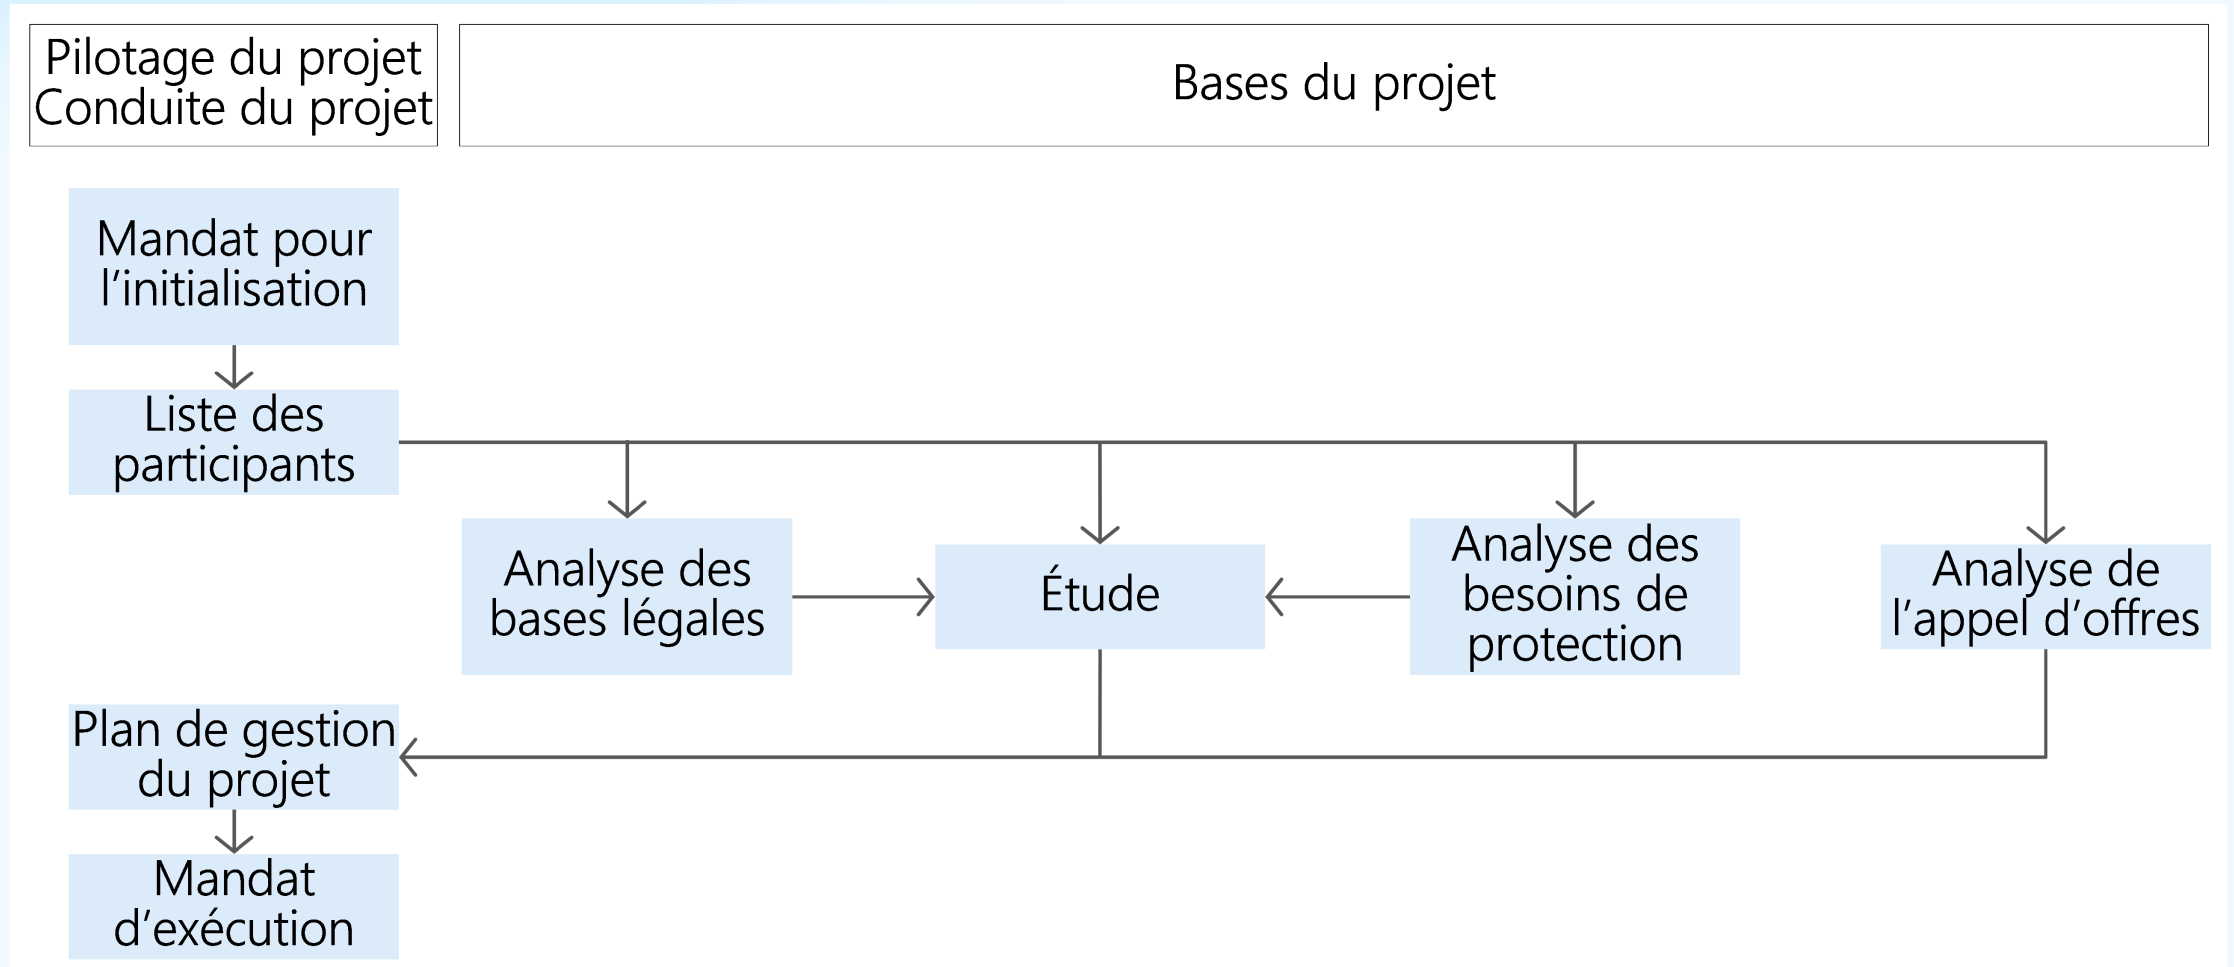 Pilotage du projet
Conduite du projet
Bases du projet
Mandat pour
l’initialisation
Liste des
participants
Analyse des
bases légales
Étude
Analyse des
besoins de
protection
Analyse de
l’appel d’offres
Plan de gestion
du projet
Mandat
d’exécution